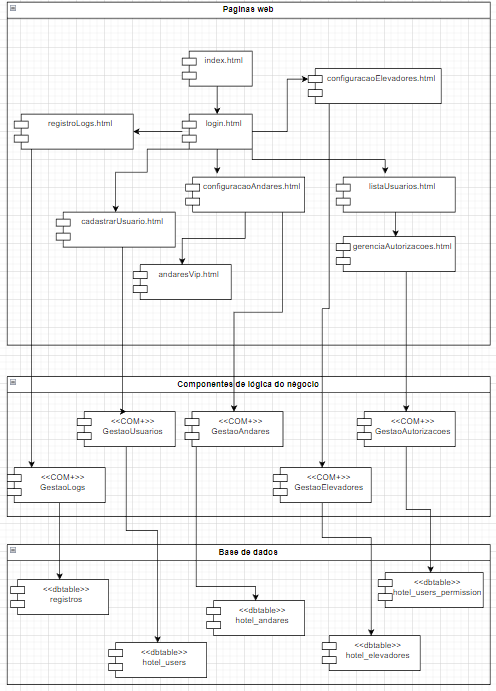 Paginas web
index.html
configuracaoElevadores.html
registroLogs.html
login.html
configuracaoAndares.html
listaUsuarios.html
cadastrarUsuario.html
gerenciaAutorizacoes.html
andaresVip.html
Componentes de lógica do négocio
<<COM+>>
GestaoUsuarios
<<COM+>>
GestaoAndares
<<COM+>>
GestaoAutorizacoes
<<COM+>>
GestaoLogs
<<COM+>>
GestaoElevadores
Base de dados
<<dbtable>>
registros
<<dbtable>>
hotel_users_permission
<<dbtable>>
hotel_andares
<<dbtable>>
hotel_users
<<dbtable>>
hotel_elevadores